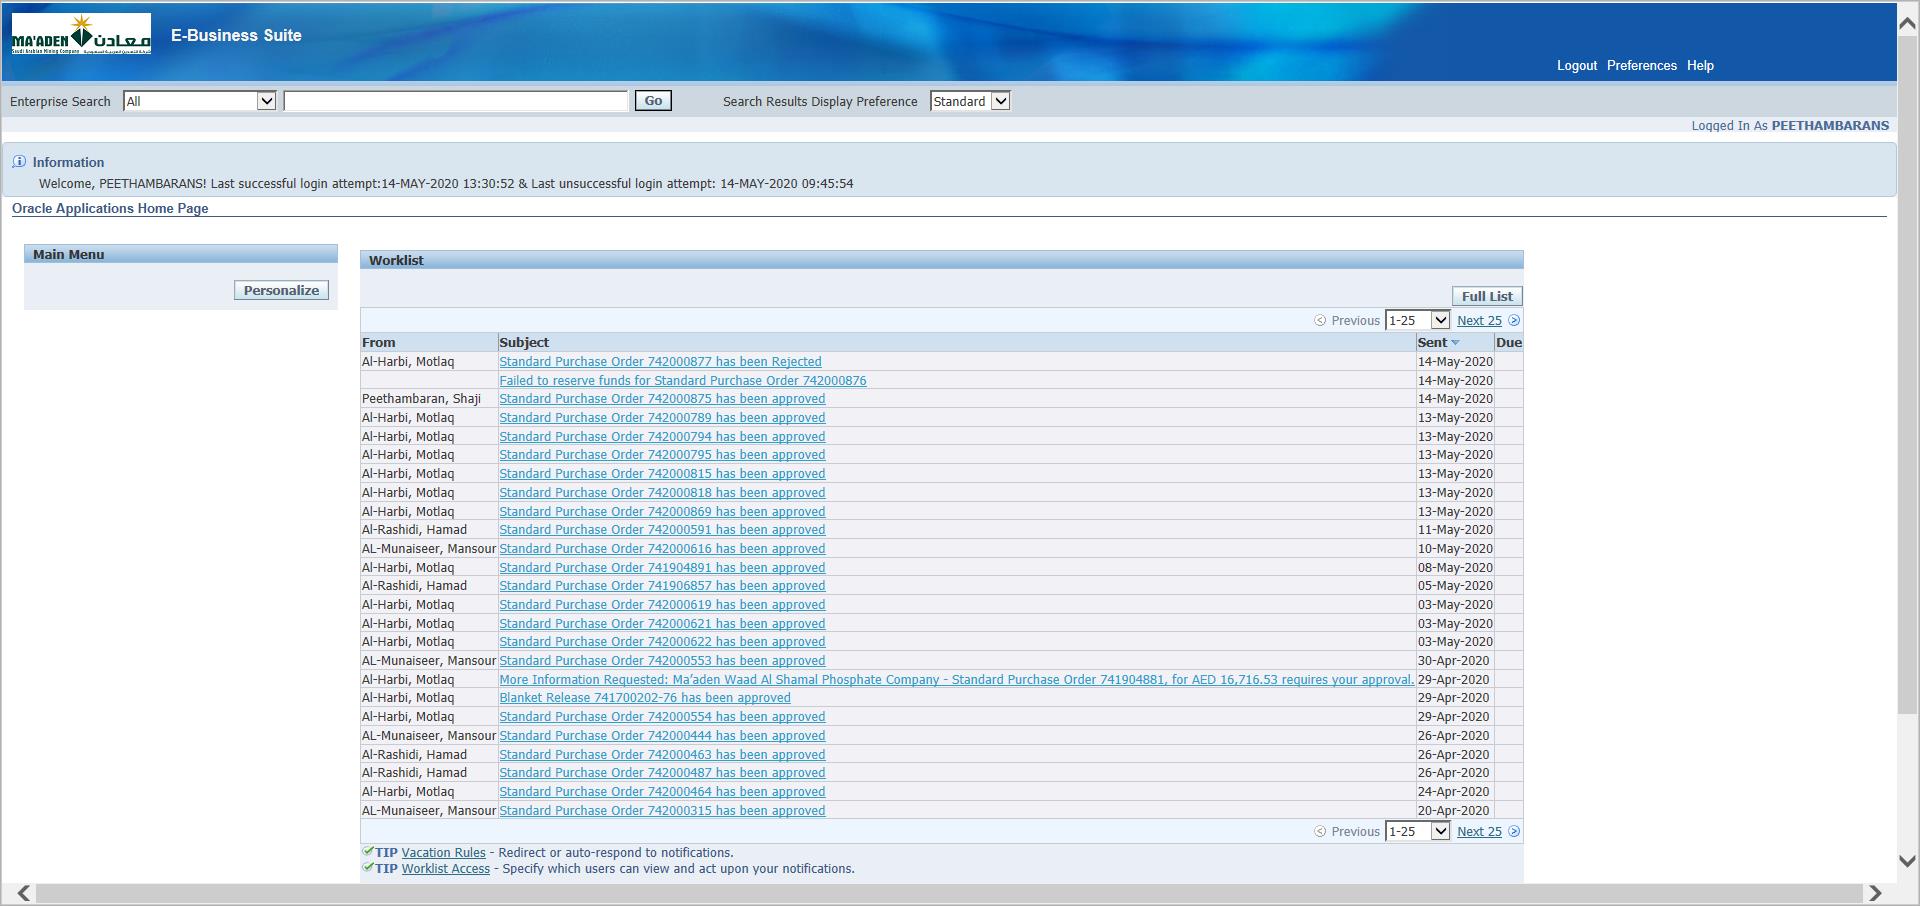 MA'ADEN معادن
Saudi Arabian Mining Company
E-Business Suite
Logout Preferences Help
Enterprise Search All Go Search Results Display Preference Standard
Logged In As PEETHAMBARANS
Information
Welcome, PEETHAMBARANS! Last successful login attempt:14-MAY-2020 13:30:52 & Last unsuccessful login attempt: 14-MAY-2020 09:45:54
Oracle Applications Home Page
Main Menu
Personalize
Worklist
Full List
Previous 1-25 Next 25
From Subject Sent Due
Al-Harbi, Motlaq Standard Purchase Order 742000877 has been Rejected 14-May-2020
Failed to reserve funds for Standard Purchase Order 742000876 14-May-2020
Peethambaran, Shaji Standard Purchase Order 742000875 has been approved 14-May-2020
Al-Harbi, Motlaq Standard Purchase Order 742000789 has been approved 13-May-2020
Al-Harbi, Motlaq Standard Purchase Order 742000794 has been approved 13-May-2020
Al-Harbi, Motlaq Standard Purchase Order 742000795 has been approved 13-May-2020
Al-Harbi, Motlaq Standard Purchase Order 742000815 has been approved 13-May-2020
Al-Harbi, Motlaq Standard Purchase Order 742000818 has been approved 13-May-2020
Al-Harbi, Motlaq Standard Purchase Order 742000869 has been approved 13-May-2020
Al-Rashidi, Hamad Standard Purchase Order 742000591 has been approved 11-May-2020
AL-Munaiseer, Mansour Standard Purchase Order 742000616 has been approved 10-May-2020
Al-Harbi, Motlaq Standard Purchase Order 741904891 has been approved 08-May-2020
Al-Rashidi, Hamad Standard Purchase Order 741906857 has been approved 05-May-2020
Al-Harbi, Motlaq Standard Purchase Order 742000619 has been approved 03-May-2020
Al-Harbi, Motlaq Standard Purchase Order 742000621 has been approved 03-May-2020
Al-Harbi, Motlaq Standard Purchase Order 742000622 has been approved 03-May-2020
AL-Munaiseer, Mansour Standard Purchase Order 742000553 has been approved 30-Apr-2020
Al-Harbi, Motlaq More Information Requested: Ma'aden Waad Al Shamal Phosphate Company - Standard Purchase Order 741904881, for AED 16,716.53 requires your approval. 29-Apr-2020
Al-Harbi, Motlaq Blanket Release 741700202-76 has been approved 29-Apr-2020
Al-Harbi, Motlaq Standard Purchase Order 742000554 has been approved 29-Apr-2020
AL-Munaiseer, Mansour Standard Purchase Order 742000444 has been approved 26-Apr-2020
Al-Rashidi, Hamad Standard Purchase Order 742000463 has been approved 26-Apr-2020
Al-Rashidi, Hamad Standard Purchase Order 742000487 has been approved 26-Apr-2020
Al-Harbi, Motlaq Standard Purchase Order 742000464 has been approved 24-Apr-2020
AL-Munaiseer, Mansour Standard Purchase Order 742000315 has been approved 20-Apr-2020
Previous 1-25 Next 25
TIP Vacation Rules - Redirect or auto-respond to notifications.
TIP Worklist Access - Specify which users can view and act upon your notifications.